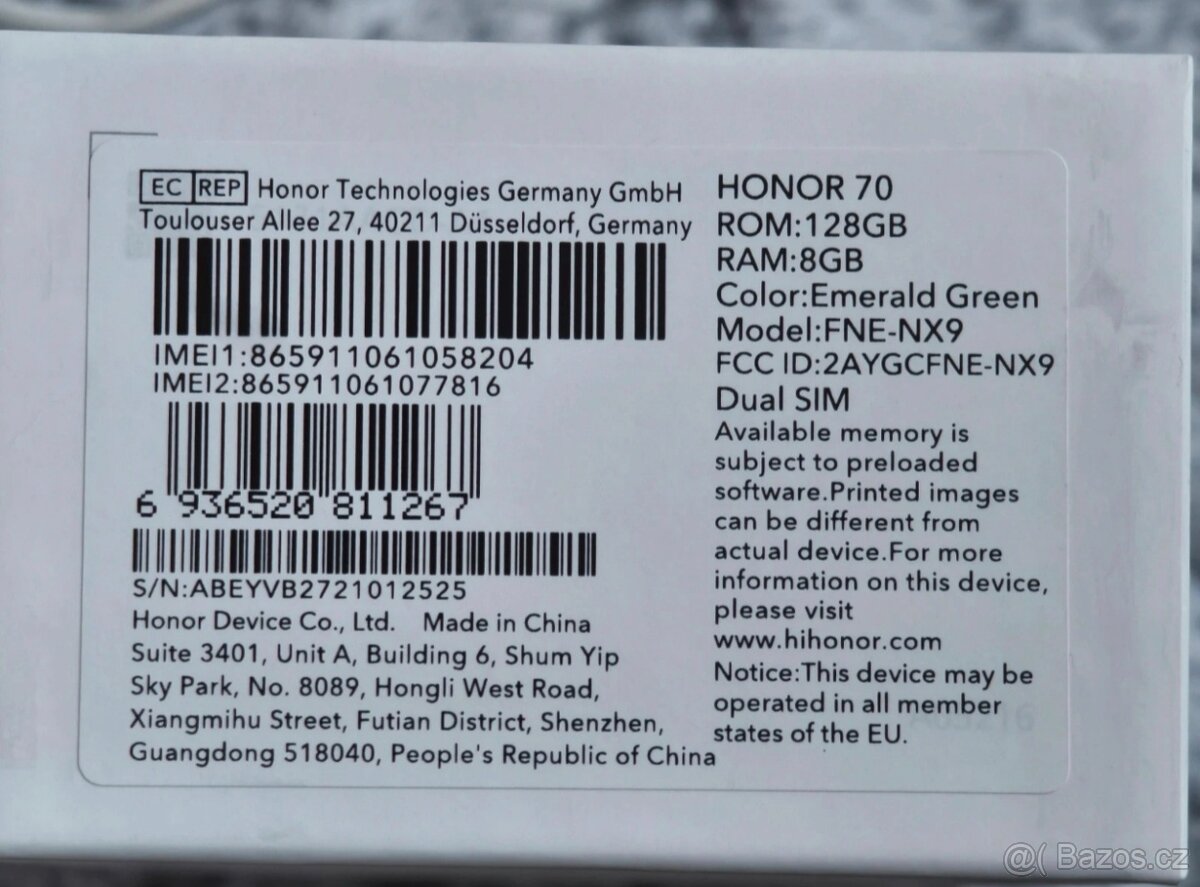 EC REP Honor Technologies Germany GmbH
Toulouser Allee 27, 40211 Düsseldorf, Germany
IMEI1:865911061058204
IMEI2:865911061077816
6 936520 811267
S/N:ABEYVB2721012525
Honor Device Co., Ltd. Made in China
Suite 3401, Unit A, Building 6, Shum Yip
Sky Park, No. 8089, Hongli West Road,
Xiangmihu Street, Futian District, Shenzhen,
Guangdong 518040, People's Republic of China
HONOR 70
ROM:128GB
RAM:8GB
Color:Emerald Green
Model:FNE-NX9
FCC ID:2AYGCFNE-NX9
Dual SIM
Available memory is
subject to preloaded
software.Printed images
can be different from
actual device.For more
information on this device,
please visit
www.hihonor.com
Notice:This device may be
operated in all member
states of the EU.
@( Bazos.cz